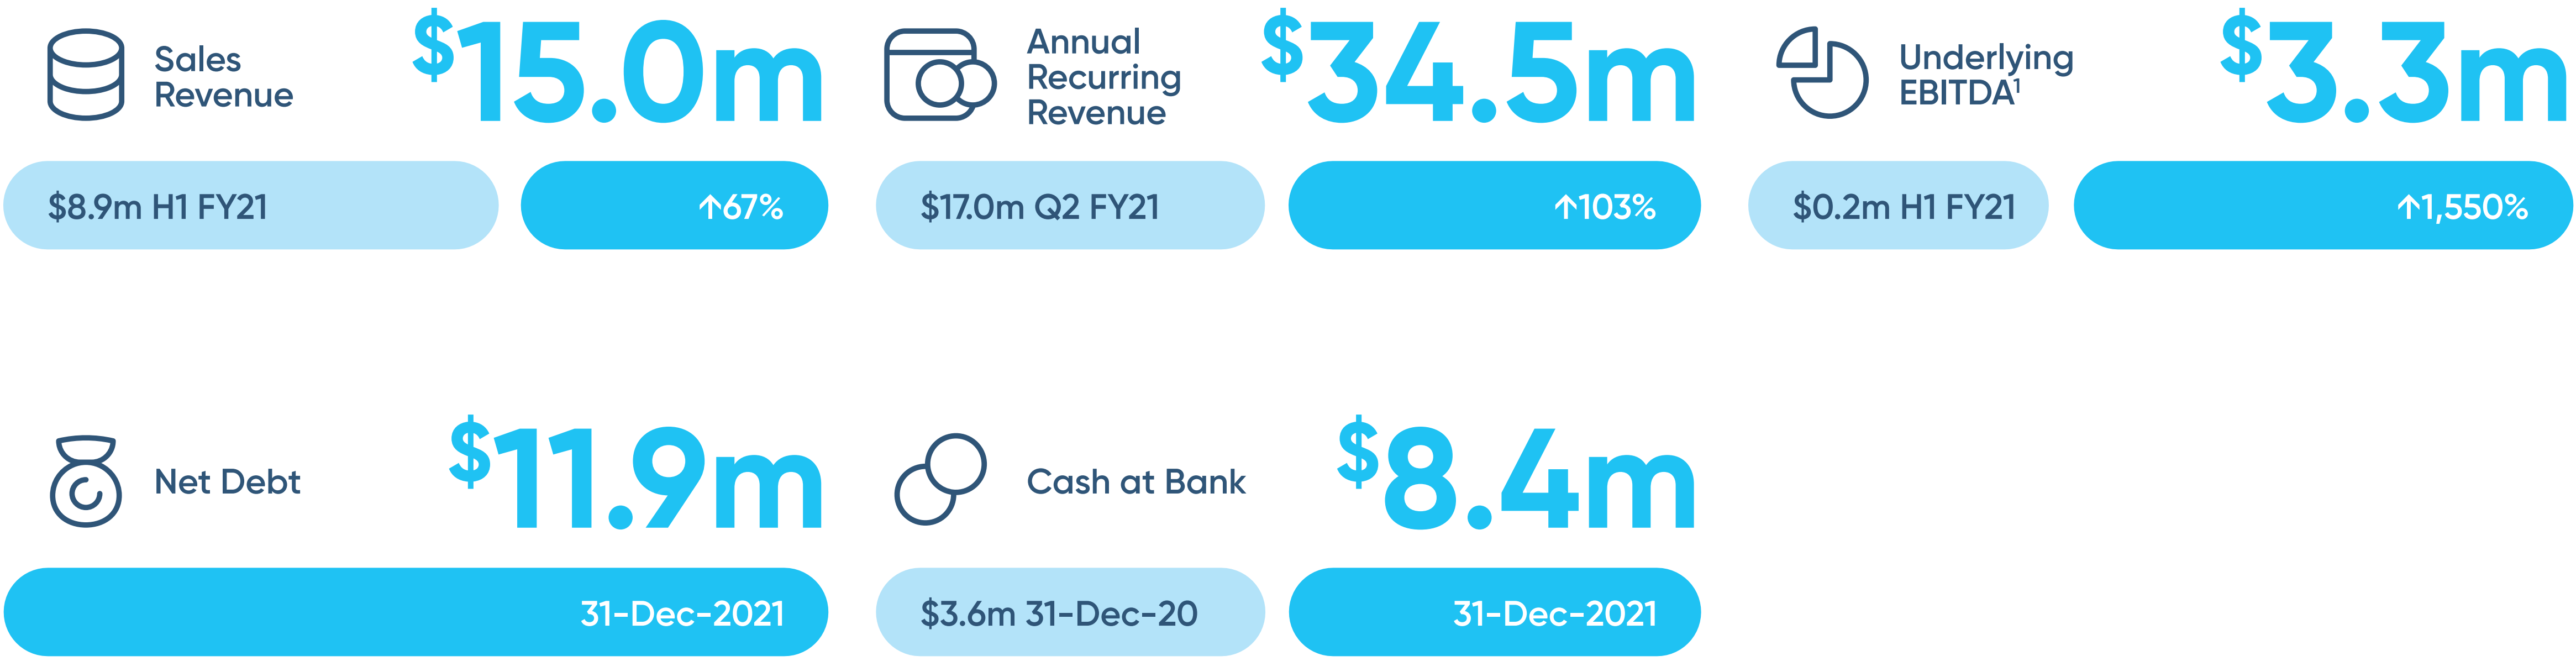 Sales
Revenue
$15.0m
$8.9m H1 FY21
↑67%
Annual
Recurring
Revenue
$34.5m
$17.0m Q2 FY21
↑103%
Underlying
EBITDA¹
$3.3m
$0.2m H1 FY21
↑1,550%
Net Debt
$11.9m
31-Dec-2021
Cash at Bank
$8.4m
$3.6m 31-Dec-20
31-Dec-2021